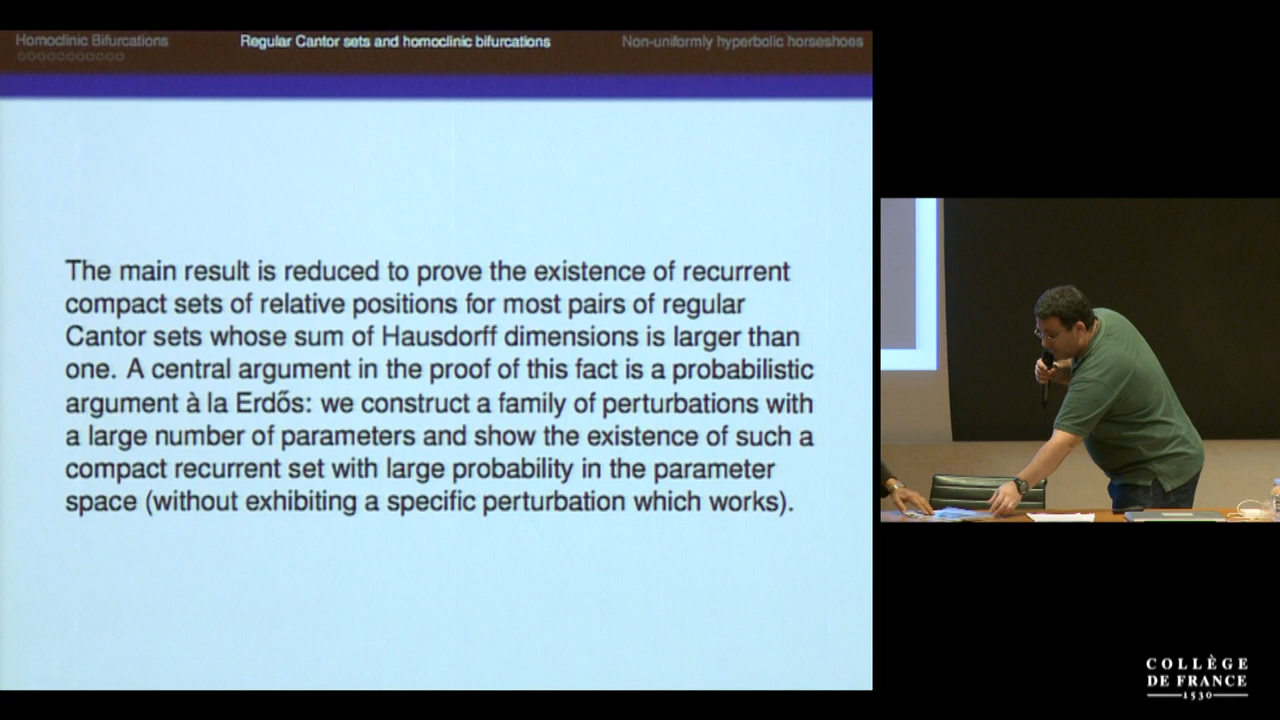 Homoclinic Bifurcations
Regular Cantor sets and homoclinic bifurcations
Non-uniformly hyperbolic horseshoes
The main result is reduced to prove the existence of recurrent
compact sets of relative positions for most pairs of regular
Cantor sets whose sum of Hausdorff dimensions is larger than
one. A central argument in the proof of this fact is a probabilistic
argument à la Erdős: we construct a family of perturbations with
a large number of parameters and show the existence of such a
compact recurrent set with large probability in the parameter
space (without exhibiting a specific perturbation which works).
COLLÈGE
DE FRANCE
1530